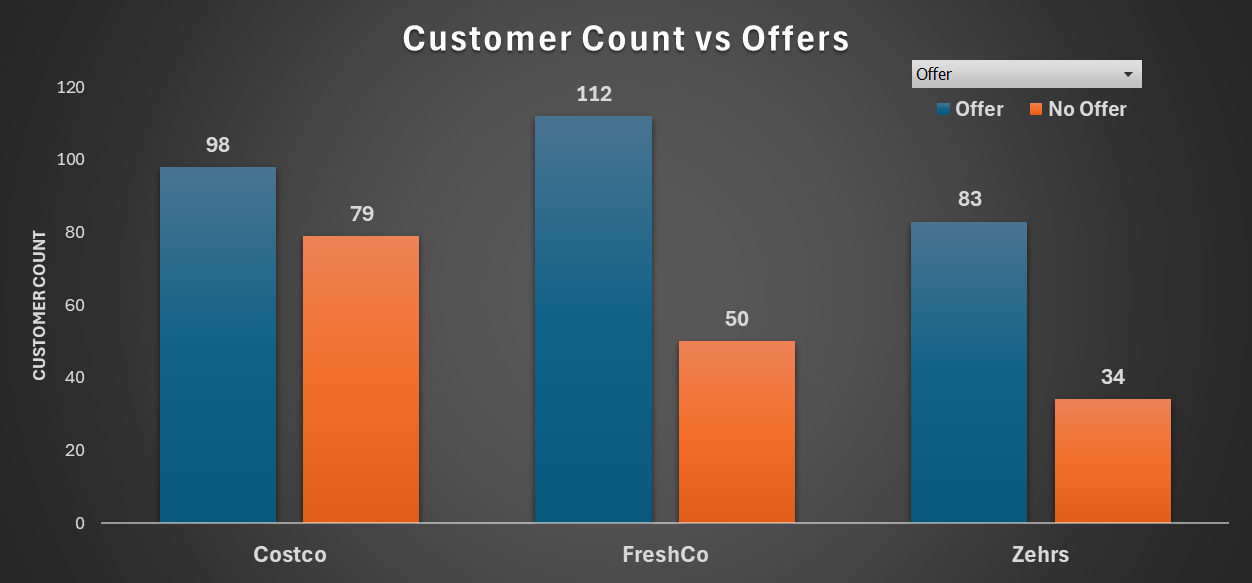 Customer Count vs Offers
Offer
Offer No Offer
CUSTOMER COUNT
120
100
80
60
40
20
0
98
79
112
50
83
34
Costco FreshCo Zehrs